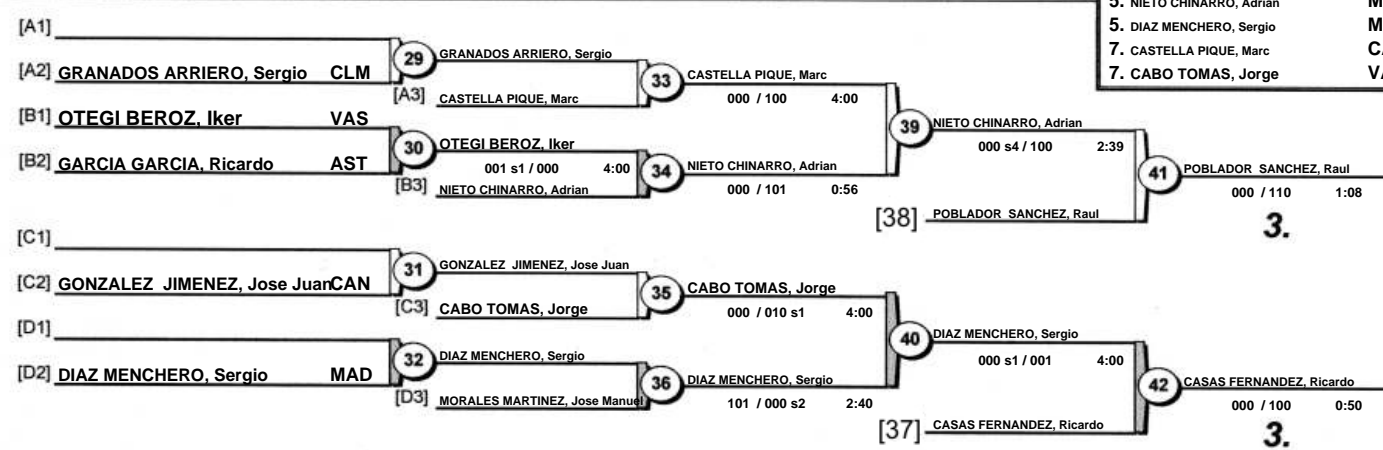 5. NIETO CHINARRO, Adrian
5. DIAZ MENCHERO, Sergio
7. CASTELLA PIQUE, Marc
7. CABO TOMAS, Jorge
[A1]
[A2] GRANADOS ARRIERO, Sergio CLM
29
GRANADOS ARRIERO, Sergio
[A3] CASTELLA PIQUE, Marc
33
CASTELLA PIQUE, Marc
000 / 100 4:00
[B1] OTEGI BEROZ, Iker VAS
[B2] GARCIA GARCIA, Ricardo AST
30
OTEGI BEROZ, Iker
001 s1 / 000 4:00
[B3] NIETO CHINARRO, Adrian
34
NIETO CHINARRO, Adrian
000 / 101 0:56
39
NIETO CHINARRO, Adrian
000 s4 / 100 2:39
[38] POBLADOR SANCHEZ, Raul
41
POBLADOR SANCHEZ, Raul
000 / 110 1:08
3.
[C1]
[C2] GONZALEZ JIMENEZ, Jose Juan CAN
31
GONZALEZ JIMENEZ, Jose Juan
[C3] CABO TOMAS, Jorge
35
CABO TOMAS, Jorge
000 / 010 s1 4:00
[D1]
[D2] DIAZ MENCHERO, Sergio MAD
32
DIAZ MENCHERO, Sergio
[D3] MORALES MARTINEZ, Jose Manuel
36
DIAZ MENCHERO, Sergio
101 / 000 s2 2:40
40
DIAZ MENCHERO, Sergio
000 s1 / 001 4:00
[37] CASAS FERNANDEZ, Ricardo
42
CASAS FERNANDEZ, Ricardo
000 / 100 0:50
3.